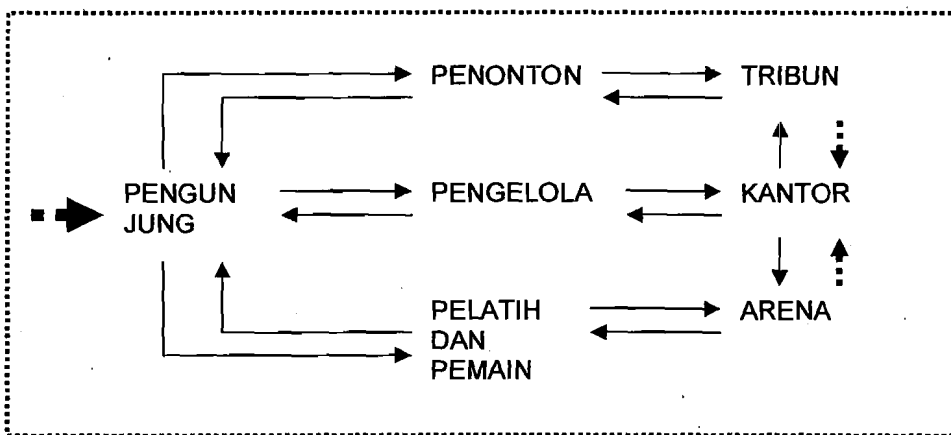 PENONTON
TRIBUN
PENGUN
JUNG
PENGELOLA
KANTOR
PELATIH
DAN
PEMAIN
ARENA